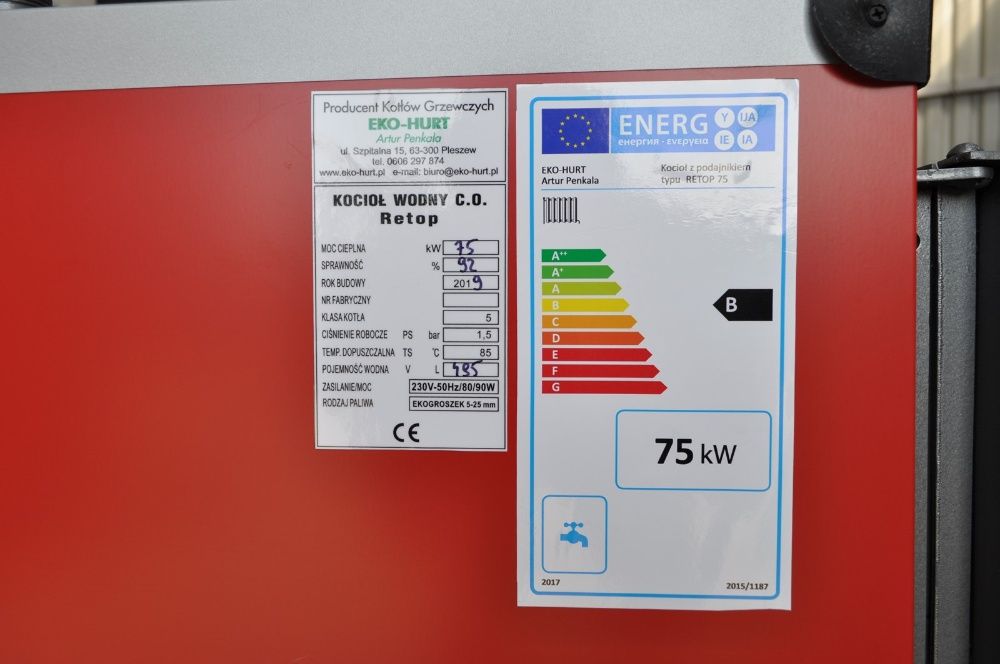 Producent Kotłów Grzewczych
EKO-HURT
Artur Penkala
ul. Szpitalna 15, 63-300 Pleszew
tel. 0606 297 874
www.eko-hurt.pl e-mail: biuro@eko-hurt.pl
KOCIOŁ WODNY C.O.
Retop
MOC CIEPLNA kW 75
SPRAWNOŚĆ % 92
ROK BUDOWY 2019
NR FABRYCZNY
KLASA KOTŁA 5
CIŚNIENIE ROBOCZE PS bar 1,5
TEMP. DOPUSZCZALNA TS °C 85
POJEMNOŚĆ WODNA V L 495
ZASILANIE/MOC 230V-50Hz/80/90W
RODZAJ PALIWA EKOGROSZEK 5-25 mm
CE
ENERG Y IJA
енергия · ενεργεια IE IA
EKO-HURT Kocioł z podajnikiem
Artur Penkala typu RETOP 75
A++
A+
A
B
B
C
D
E
F
G
75 kW
2017 2015/1187